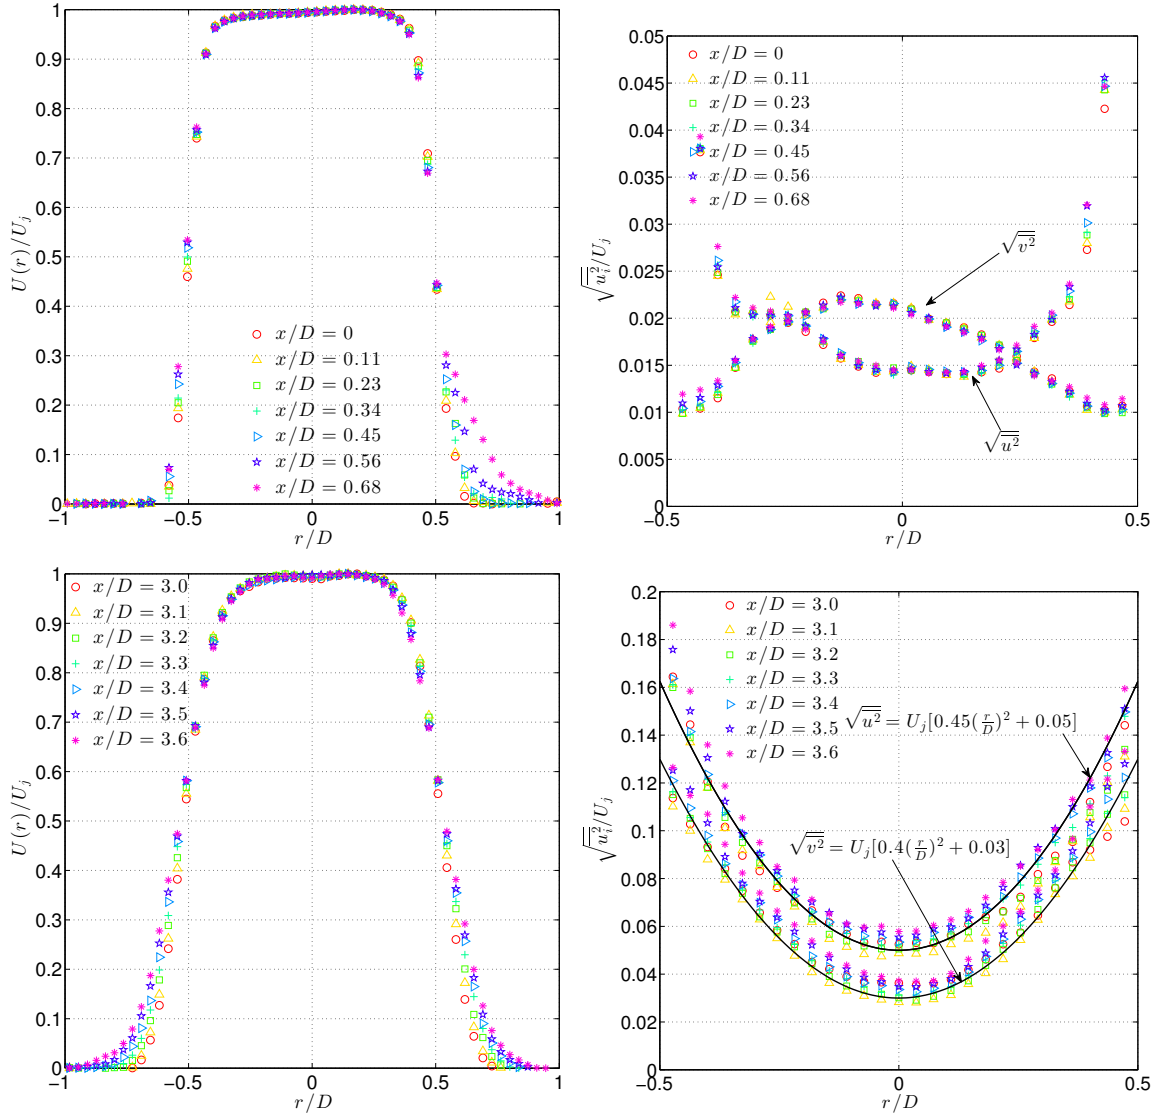 1
0.9
0.8
0.7
0.6
0.5
0.4
0.3
0.2
0.1
0
−1
−0.5
0
0.5
1
U(r)/U_j
r/D
x/D = 0
x/D = 0.11
x/D = 0.23
x/D = 0.34
x/D = 0.45
x/D = 0.56
x/D = 0.68
0.05
0.045
0.04
0.035
0.03
0.025
0.02
0.015
0.01
0.005
0
−0.5
0
0.5
√u_i^2/U_j
r/D
x/D = 0
x/D = 0.11
x/D = 0.23
x/D = 0.34
x/D = 0.45
x/D = 0.56
x/D = 0.68
√v^2
√u^2
1
0.9
0.8
0.7
0.6
0.5
0.4
0.3
0.2
0.1
0
−1
−0.5
0
0.5
1
U(r)/U_j
r/D
x/D = 3.0
x/D = 3.1
x/D = 3.2
x/D = 3.3
x/D = 3.4
x/D = 3.5
x/D = 3.6
0.2
0.18
0.16
0.14
0.12
0.1
0.08
0.06
0.04
0.02
0
−0.5
0
0.5
√u_i^2/U_j
r/D
x/D = 3.0
x/D = 3.1
x/D = 3.2
x/D = 3.3
x/D = 3.4
x/D = 3.5
x/D = 3.6
√u^2 = U_j[0.45(r/D)^2 + 0.05]
√v^2 = U_j[0.4(r/D)^2 + 0.03]